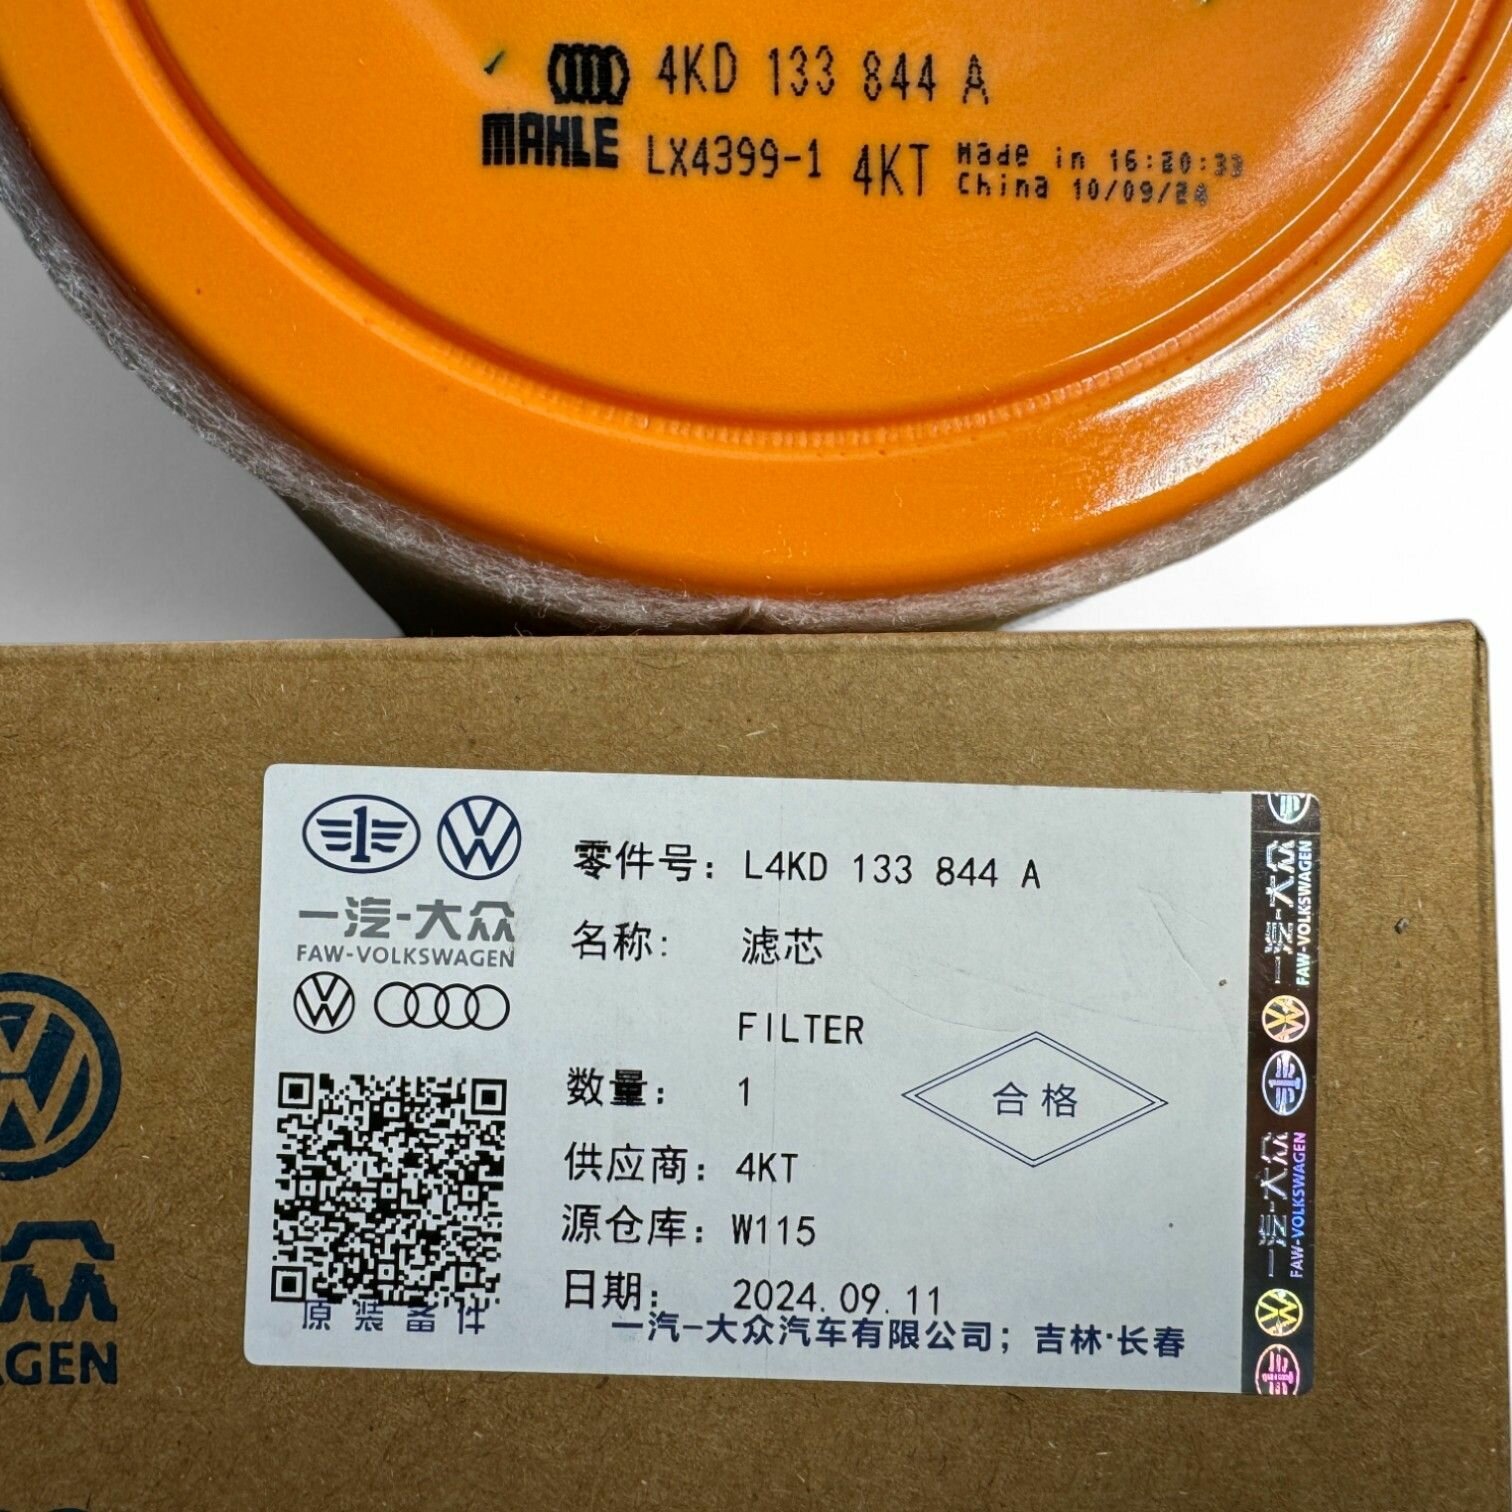 4KD 133 844 A
MAHLE LX4399-1 4KT Made in 16:20:33
China 10/09/24
零件号: L4KD 133 844 A
一汽-大众
FAW-VOLKSWAGEN
名称: 滤芯
FILTER
数量: 1
合格
供应商: 4KT
源仓库: W115
日期: 2024.09.11
原装备件
一汽-大众汽车有限公司; 吉林·长春
一汽-大众
FAW-VOLKSWAGEN
一汽-大众
FAW-VOLKSWAGEN
AGEN